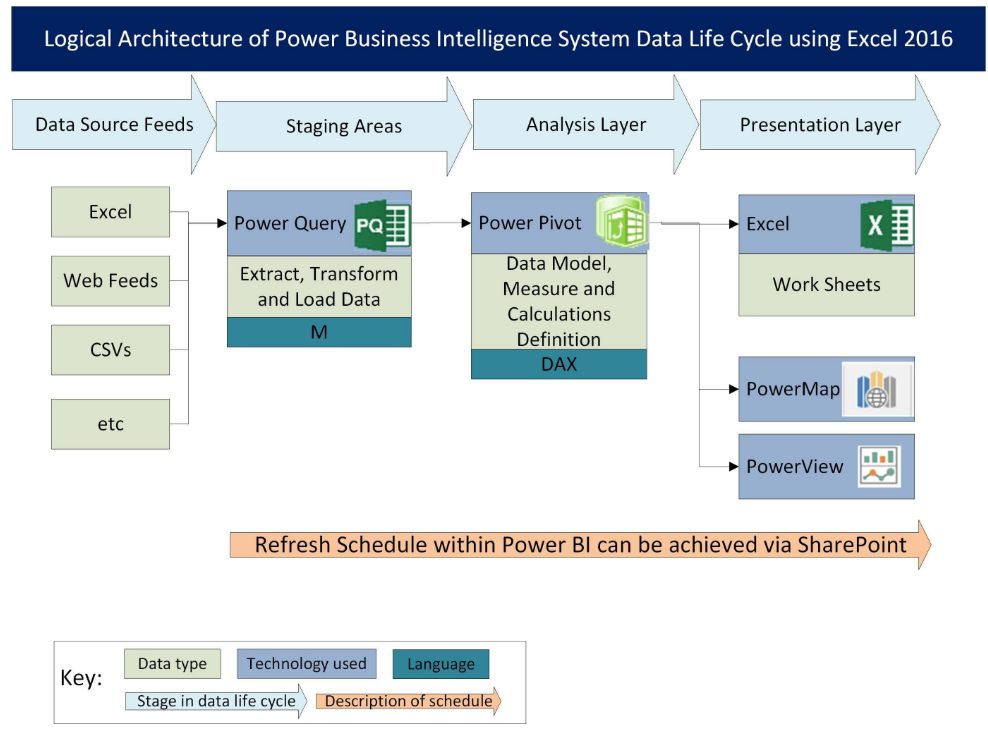 Logical Architecture of Power Business Intelligence System Data Life Cycle using Excel 2016
Data Source Feeds
Staging Areas
Analysis Layer
Presentation Layer
Excel
Web Feeds
CSVs
etc
Power Query
PQ
Extract, Transform
and Load Data
M
Power Pivot
Data Model,
Measure and
Calculations
Definition
DAX
Excel
X
Work Sheets
PowerMap
PowerView
Refresh Schedule within Power BI can be achieved via SharePoint
Key:
Data type
Technology used
Language
Stage in data life cycle
Description of schedule